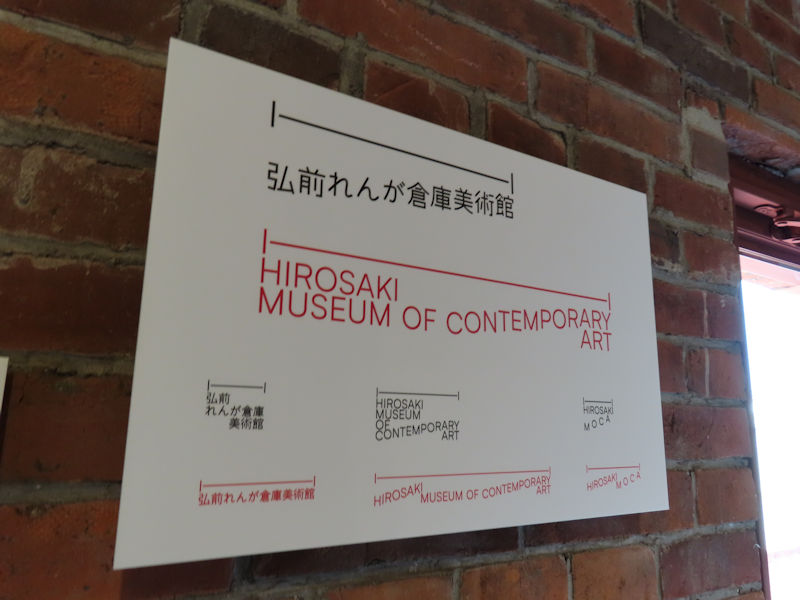 弘前れんが倉庫美術館
HIROSAKI
MUSEUM OF CONTEMPORARY
ART
弘前
れんが倉庫
美術館
HIROSAKI
MUSEUM
OF
CONTEMPORARY
ART
HIROSAKI
MOCA
弘前れんが倉庫美術館
HIROSAKI MUSEUM OF CONTEMPORARY
ART
HIROSAKI MOCA